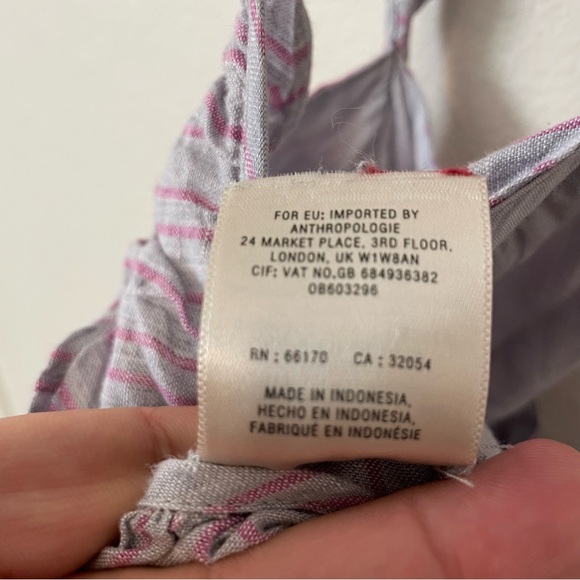 FOR EU: IMPORTED BY
ANTHROPOLOGIE
24 MARKET PLACE, 3RD FLOOR,
LONDON, UK W1W8AN
CIF: VAT NO.GB 684936382
OB603296
RN : 66170 CA : 32054
MADE IN INDONESIA,
HECHO EN INDONESIA,
FABRIQUÉ EN INDONÉSIE